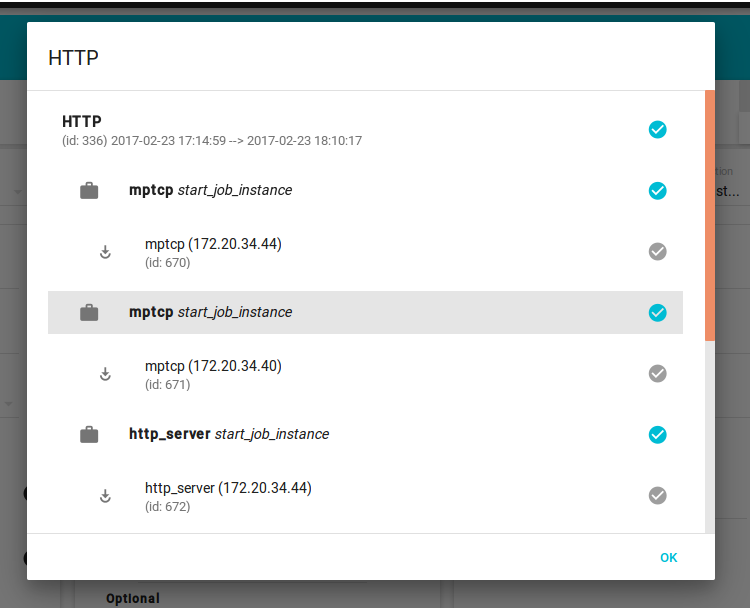 HTTP
HTTP
(id: 336) 2017-02-23 17:14:59 --> 2017-02-23 18:10:17
mptcp start_job_instance
mptcp (172.20.34.44)
(id: 670)
mptcp start_job_instance
mptcp (172.20.34.40)
(id: 671)
http_server start_job_instance
http_server (172.20.34.44)
(id: 672)
OK
tion
st...
Optional